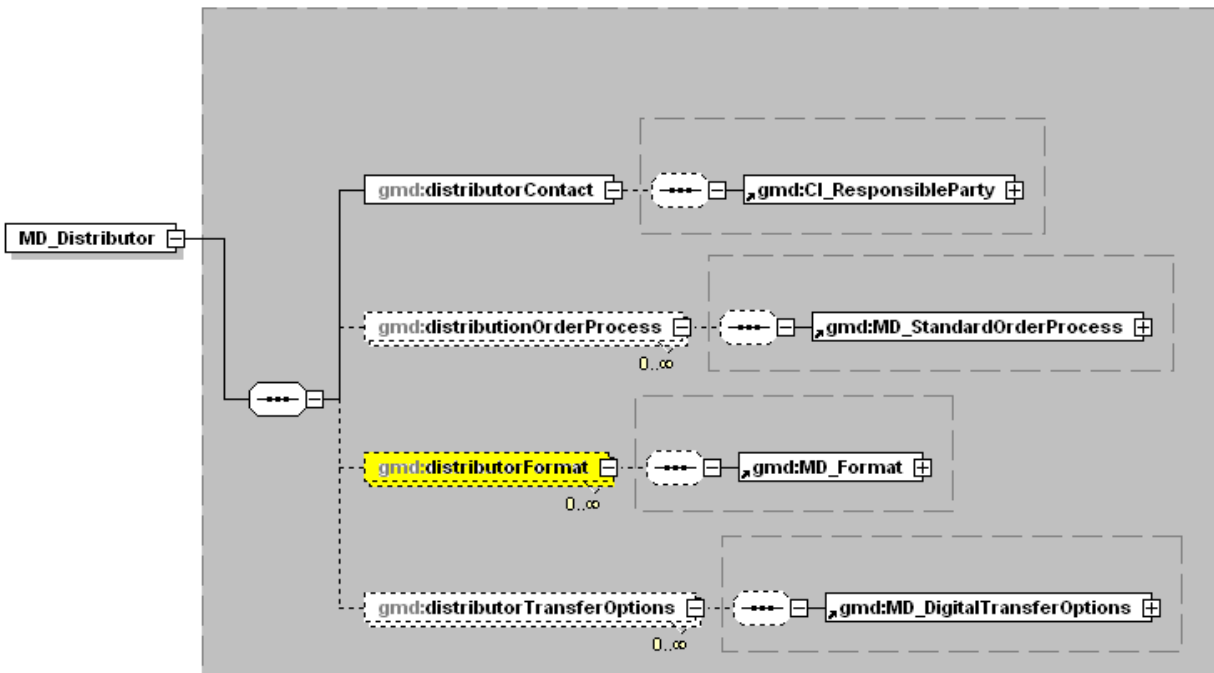 gmd:distributorContact
gmd:CI_ResponsibleParty
MD_Distributor
gmd:distributionOrderProcess
gmd:MD_StandardOrderProcess
0..∞
gmd:distributorFormat
gmd:MD_Format
0..∞
gmd:distributorTransferOptions
gmd:MD_DigitalTransferOptions
0..∞